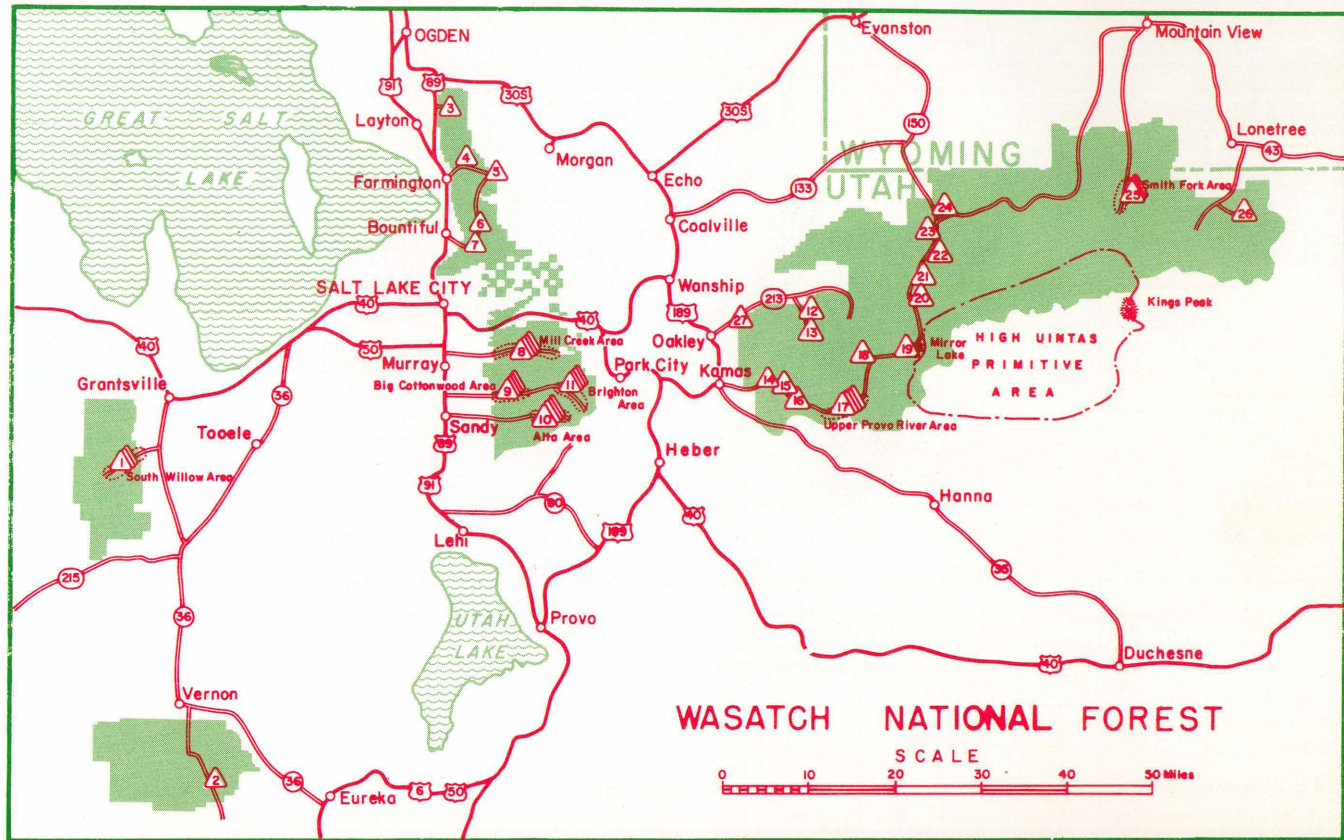 OGDEN
Evanston
Mountain View
91
89
30S
30S
3
GREAT SALT
LAKE
Layton
Morgan
150
Lonetree
43
4
5
WYOMING
UTAH
Farmington
Echo
133
Smith Fork Area
25
24
26
6
Bountiful
7
Coalville
23
22
SALT LAKE CITY
Wanship
21
20
40
213
189
27
12
13
Kings Peak
40
50
40
Mill Creek Area
8
Oakley
Murray
Park City
18
19
Mirror
Lake
HIGH UINTAS
PRIMITIVE
AREA
Grantsville
36
Big Cottonwood Area
9
11
Brighton
Area
Kamas
14
15
16
17
Upper Provo River Area
Sandy
10
Alta Area
Tooele
89
1
South Willow Area
Heber
91
80
40
Hanna
Lehi
189
215
35
36
UTAH
LAKE
Provo
40
Duchesne
Vernon
WASATCH NATIONAL FOREST
SCALE
0 10 20 30 40 50 Miles
2
36
Eureka
6
50